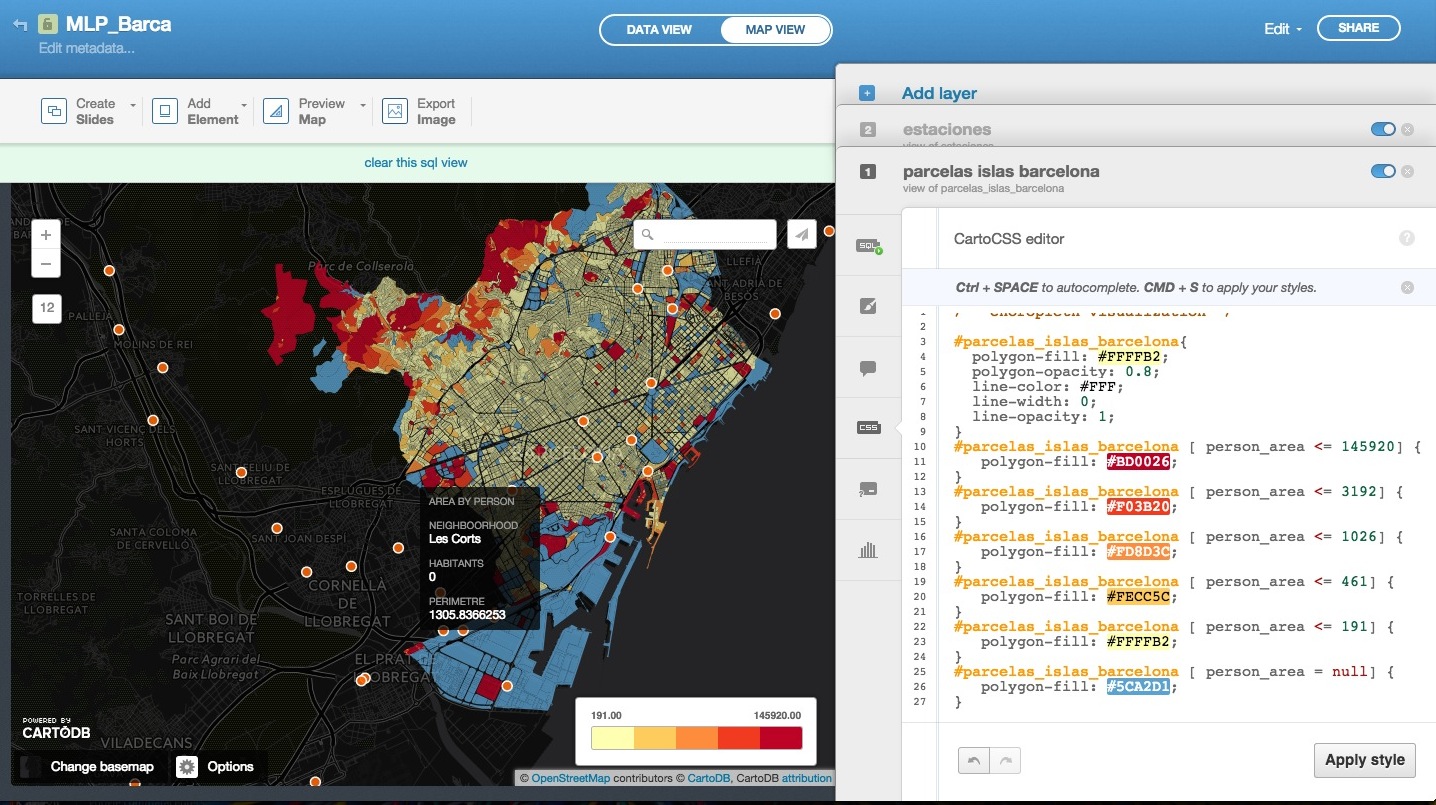 MLP_Barca
Edit metadata...
DATA VIEW
MAP VIEW
Edit
SHARE
Create
Slides
Add
Element
Preview
Map
Export
Image
clear this sql view
Add layer
2
estaciones
view of estaciones
1
parcelas islas barcelona
view of parcelas_islas_barcelona
SQL
CSS
CartoCSS editor
?
Ctrl + SPACE to autocomplete. CMD + S to apply your styles.
1
2
3 #parcelas_islas_barcelona{
4 polygon-fill: #FFFFB2;
5 polygon-opacity: 0.8;
6 line-color: #FFF;
7 line-width: 0;
8 line-opacity: 1;
9 }
10 #parcelas_islas_barcelona [ person_area <= 145920] {
11 polygon-fill: #BD0026;
12 }
13 #parcelas_islas_barcelona [ person_area <= 3192] {
14 polygon-fill: #F03B20;
15 }
16 #parcelas_islas_barcelona [ person_area <= 1026] {
17 polygon-fill: #FD8D3C;
18 }
19 #parcelas_islas_barcelona [ person_area <= 461] {
20 polygon-fill: #FECC5C;
21 }
22 #parcelas_islas_barcelona [ person_area <= 191] {
23 polygon-fill: #FFFFB2;
24 }
25 #parcelas_islas_barcelona [ person_area = null] {
26 polygon-fill: #5CA2D1;
27 }
Apply style
+
−
12
Parc de Collserola
LLEFIÀ
SANT ADRIÀ DE
BESÒS
PALLEJÀ
MOLINS DE REI
SANT VICENÇ DELS
HORTS
SANT FELIU DE
LLOBREGAT
ESPLUGUES DE
LLOBREGAT
SANTA COLOMA
DE CERVELLÓ
SANT JOAN DESPÍ
CORNELLÀ
DE
LLOBREGAT
TORRELLES DE
LLOBREGAT
SANT BOI DE
LLOBREGAT
Parc Agrari del
Baix Llobregat
EL PRAT DE
LLOBREGAT
VILADECANS
AREA BY PERSON
NEIGHBOORHOOD
Les Corts
HABITANTS
0
PERIMETRE
1305.8366253
191.00
145920.00
POWERED BY
CARTODB
Change basemap
Options
© OpenStreetMap contributors © CartoDB, CartoDB attribution